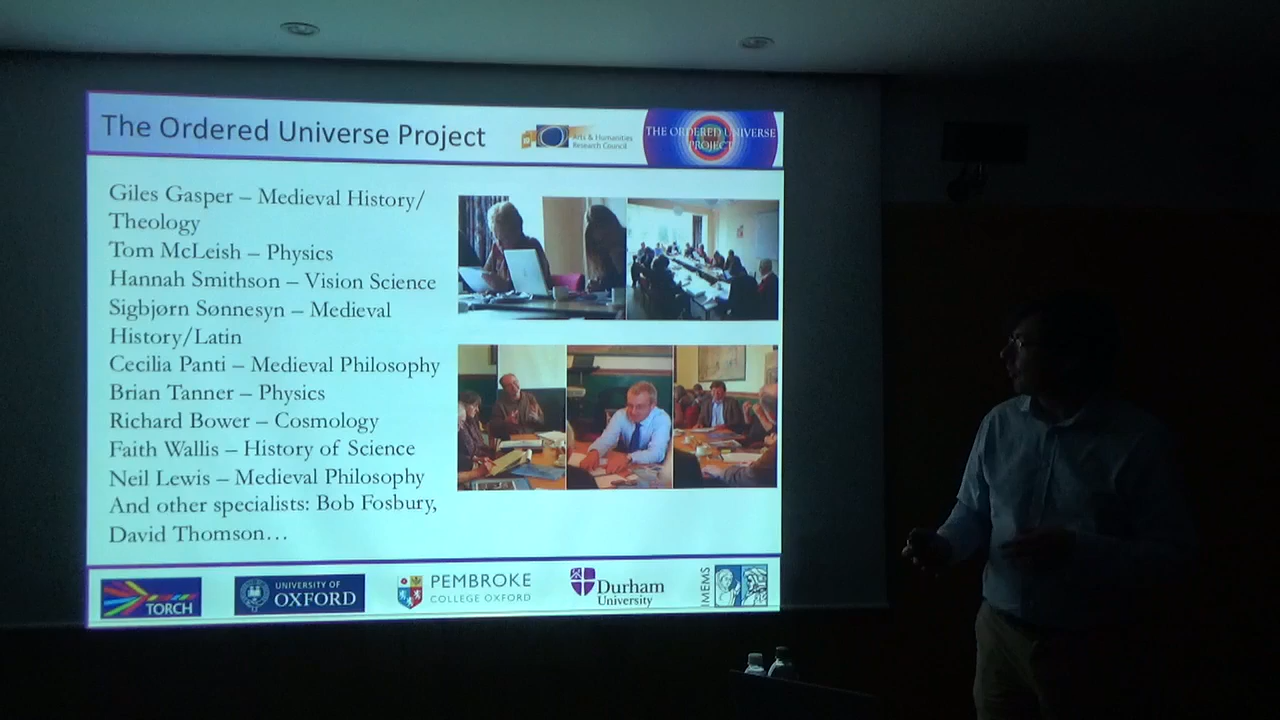 The Ordered Universe Project
Arts & Humanities
Research Council
THE ORDERED UNIVERSE
PROJECT
Giles Gasper – Medieval History/
Theology
Tom McLeish – Physics
Hannah Smithson – Vision Science
Sigbjørn Sønnesyn – Medieval
History/Latin
Cecilia Panti – Medieval Philosophy
Brian Tanner – Physics
Richard Bower – Cosmology
Faith Wallis – History of Science
Neil Lewis – Medieval Philosophy
And other specialists: Bob Fosbury,
David Thomson…
TORCH
UNIVERSITY OF
OXFORD
PEMBROKE
COLLEGE OXFORD
Durham
University
IMEMS